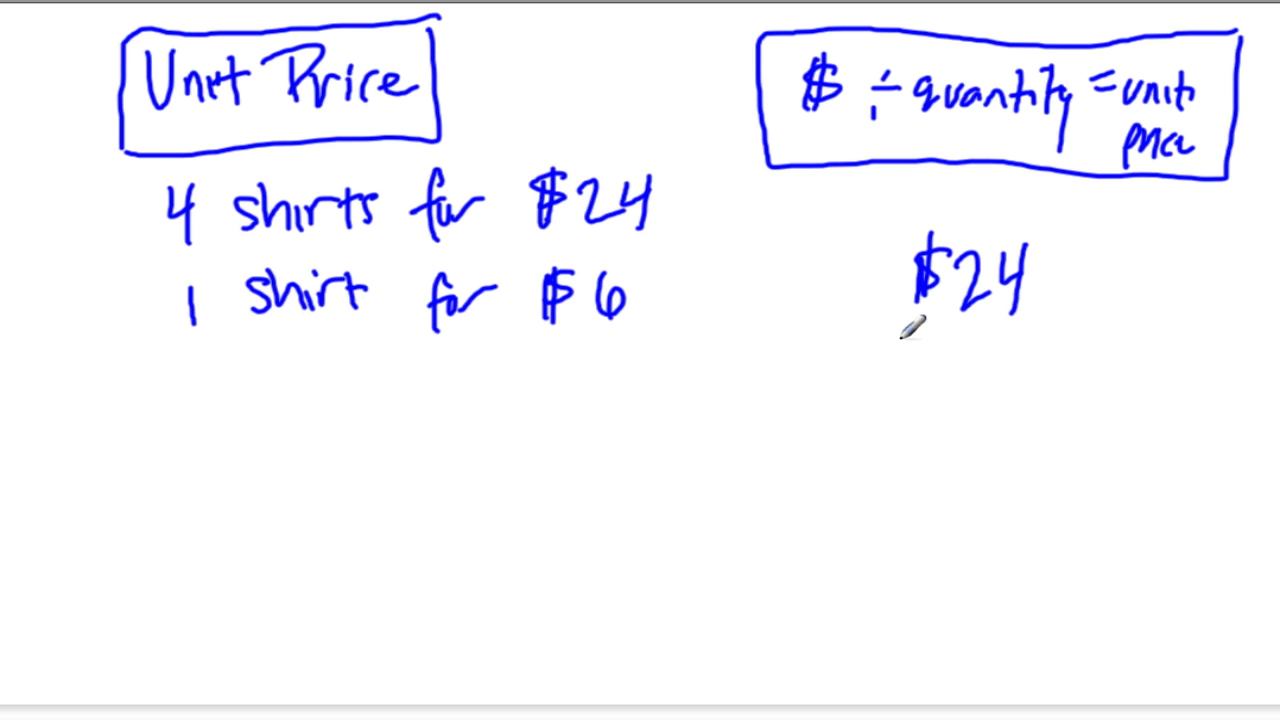 Unit Price
$ ÷ quantity = unit
price
4 shirts for $24
1 shirt for $6
$24